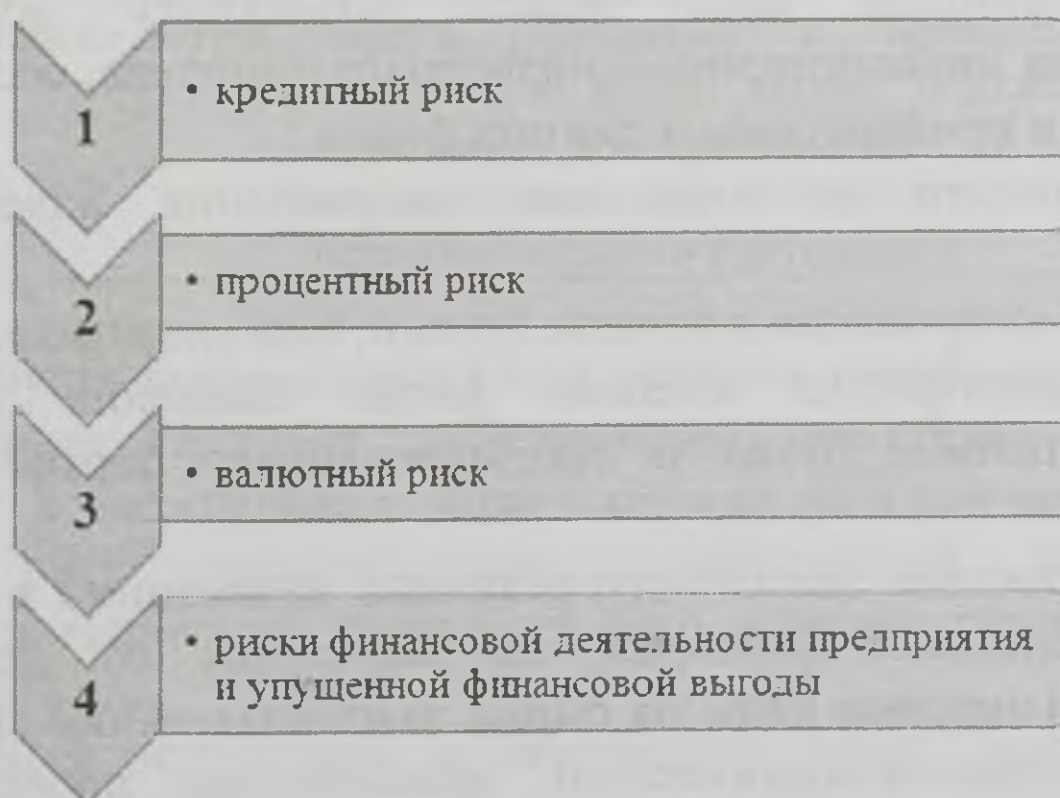 1
• кредитный риск
2
• процентный риск
3
• валютный риск
4
• риски финансовой деятельности предприятия
и упущенной финансовой выгоды